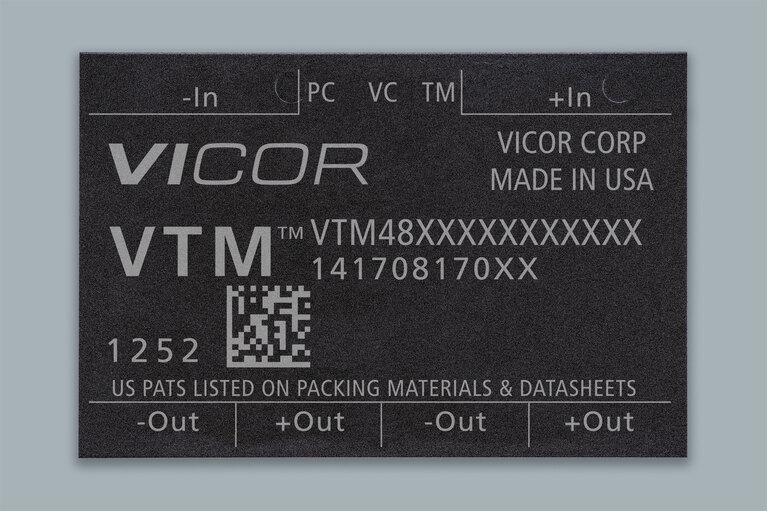 -In PC VC TM +In
VICOR
VICOR CORP
MADE IN USA
VTM™
VTM48XXXXXXXXXXX
141708170XX
1252
US PATS LISTED ON PACKING MATERIALS & DATASHEETS
-Out +Out -Out +Out